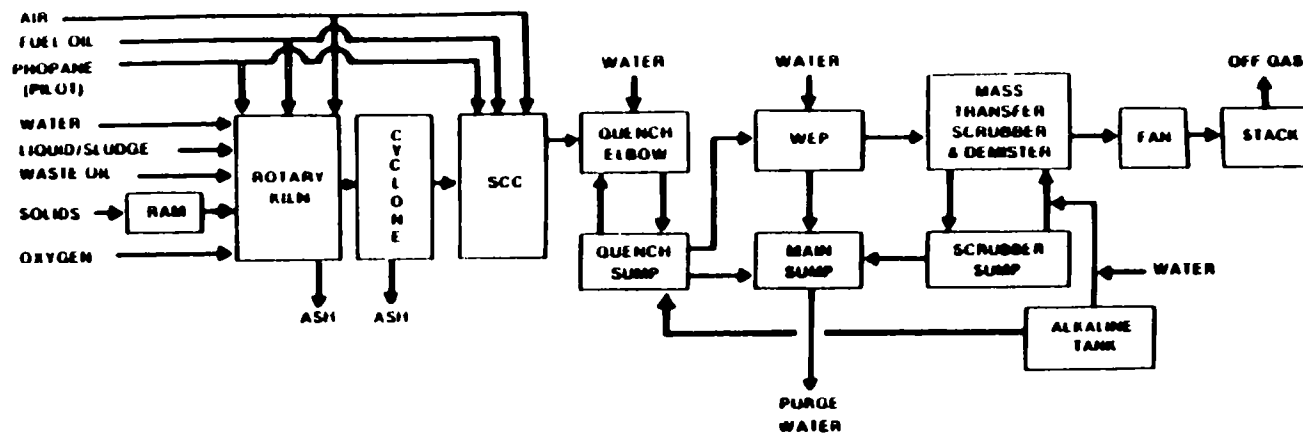 AIR
FUEL OIL
PROPANE
(PILOT)
WATER
LIQUID/SLUDGE
WASTE OIL
SOLIDS
RAM
OXYGEN
ROTARY
KILN
ASH
CYCLONE
ASH
SCC
WATER
QUENCH
ELBOW
QUENCH
SUMP
WATER
WEP
MAIN
SUMP
PURGE
WATER
MASS
TRANSFER
SCRUBBER
& DEMISTER
SCRUBBER
SUMP
WATER
ALKALINE
TANK
FAN
STACK
OFF GAS